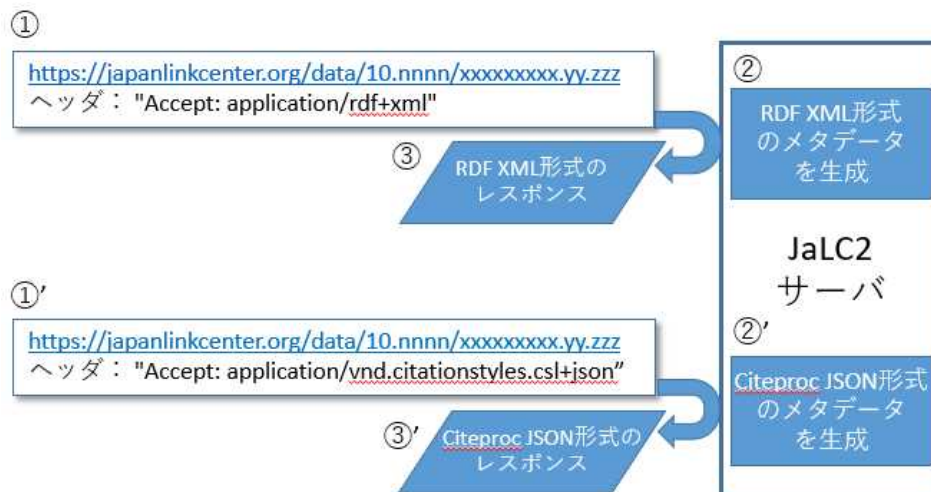 ①
https://japanlinkcenter.org/data/10.nnnn/xxxxxxxxx.yy.zzz
ヘッダ： "Accept: application/rdf+xml"
②
RDF XML形式
のメタデータ
を生成
③
RDF XML形式の
レスポンス
JaLC2
サーバ
①’
https://japanlinkcenter.org/data/10.nnnn/xxxxxxxxx.yy.zzz
ヘッダ： "Accept: application/vnd.citationstyles.csl+json”
②’
Citeproc JSON形式
のメタデータ
を生成
③’
Citeproc JSON形式の
レスポンス